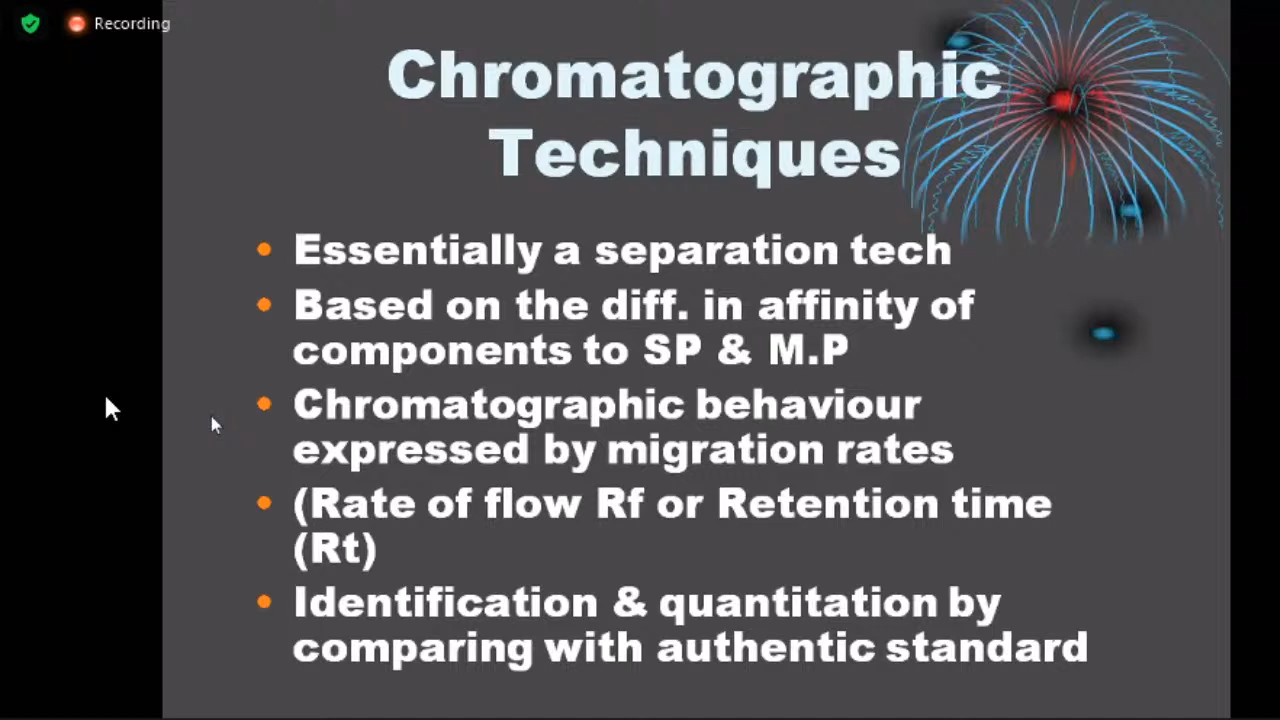 Recording
Chromatographic
Techniques
• Essentially a separation tech
• Based on the diff. in affinity of
components to SP & M.P
• Chromatographic behaviour
expressed by migration rates
• (Rate of flow Rf or Retention time
(Rt)
• Identification & quantitation by
comparing with authentic standard